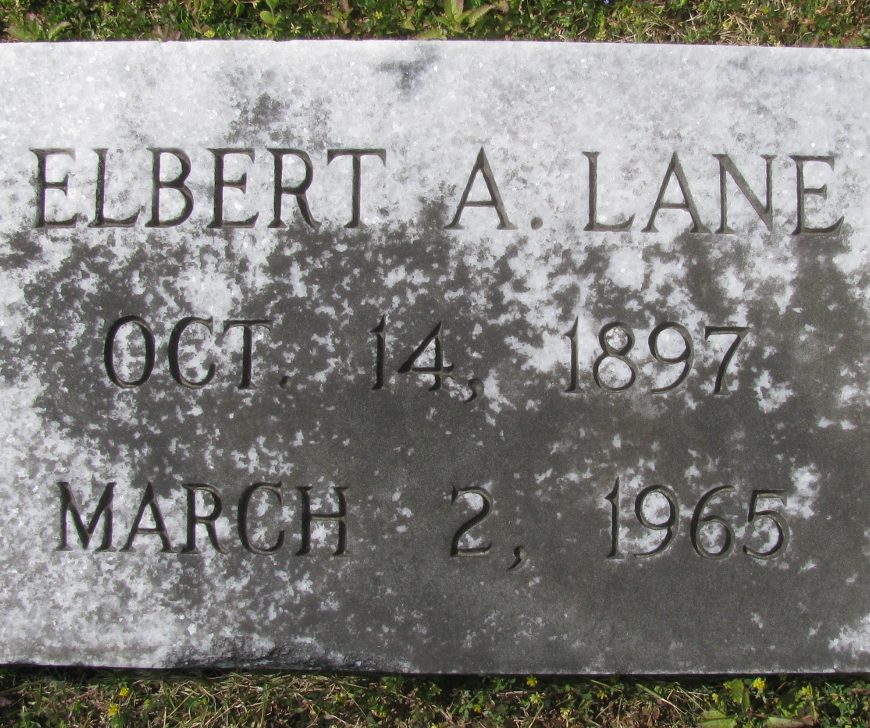 ELBERT A. LANE
OCT. 14, 1897
MARCH 2, 1965